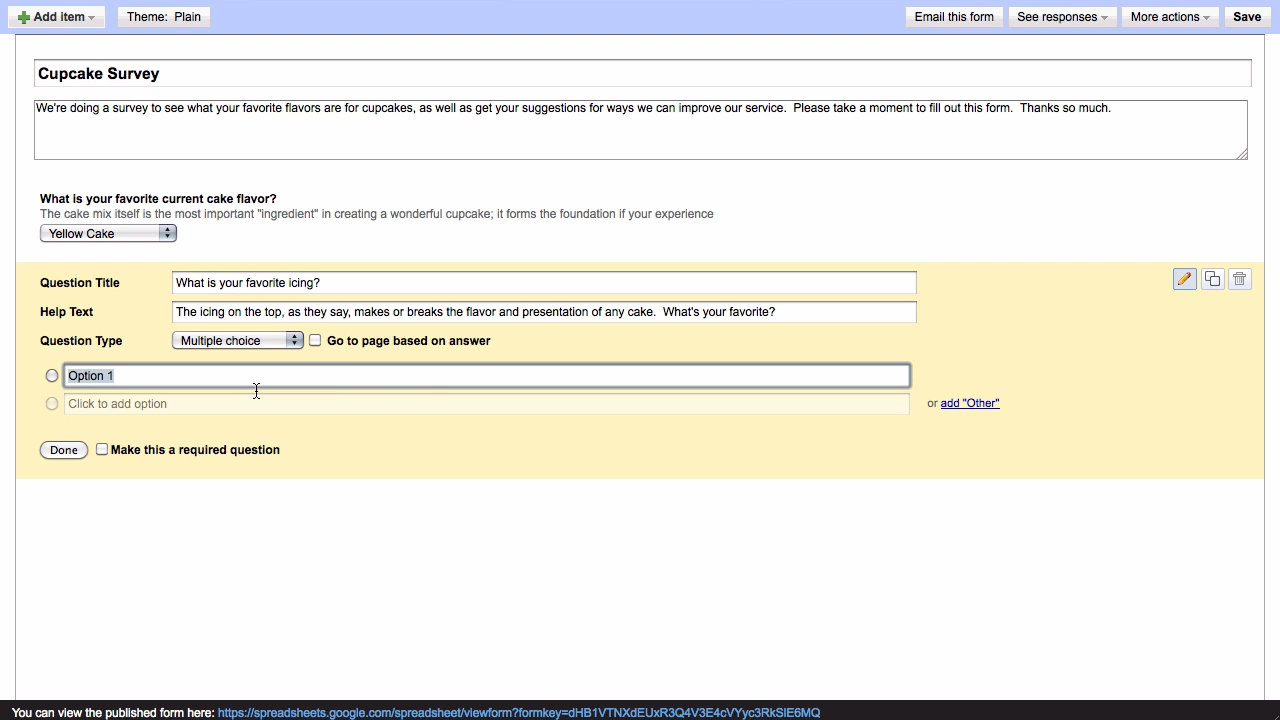 Add item Theme: Plain Email this form See responses More actions Save
Cupcake Survey
We're doing a survey to see what your favorite flavors are for cupcakes, as well as get your suggestions for ways we can improve our service. Please take a moment to fill out this form. Thanks so much.
What is your favorite current cake flavor?
The cake mix itself is the most important "ingredient" in creating a wonderful cupcake; it forms the foundation if your experience
Yellow Cake
Question Title What is your favorite icing?
Help Text The icing on the top, as they say, makes or breaks the flavor and presentation of any cake. What's your favorite?
Question Type Multiple choice Go to page based on answer
Option 1
Click to add option or add "Other"
Done Make this a required question
You can view the published form here: https://spreadsheets.google.com/spreadsheet/viewform?formkey=dHB1VTNXdEUxR3Q4V3E4cVYyc3RkSlE6MQ